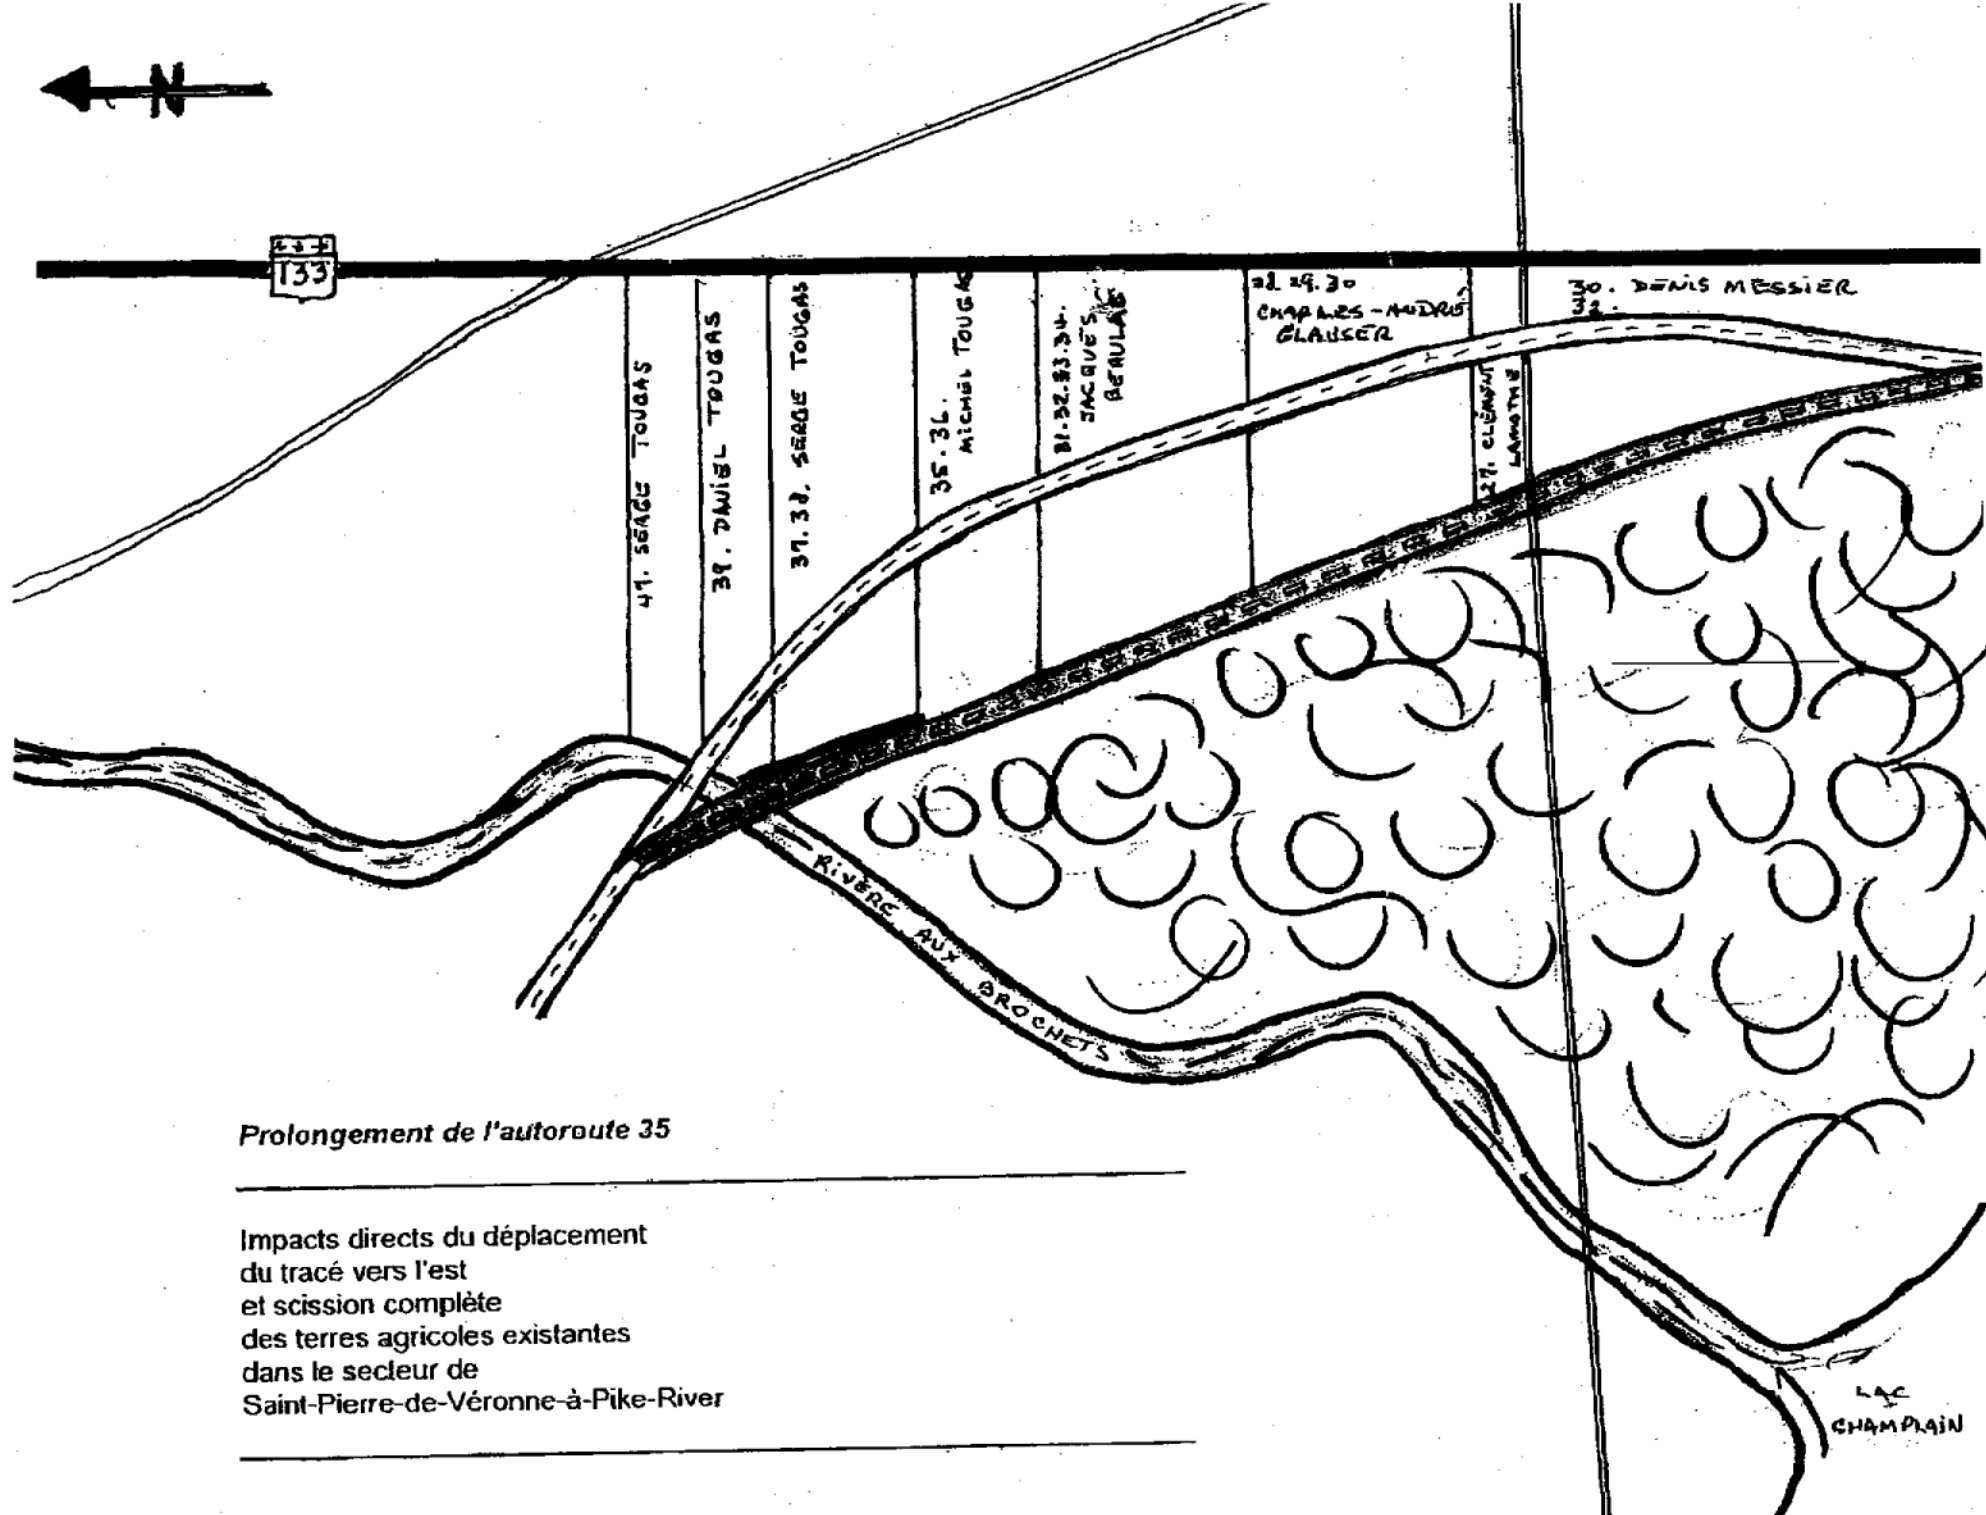 N
133
41. SERGE TOUGAS
39. DANIEL TOUGAS
37.38. SERGE TOUGAS
35.36.
MICHEL TOUGAS
31.32.33.34.
JACQUES
BEAULAC
29.30
CHARLES-ANDRÉ
GLAUSER
27. CLÉMENT
LAMOTHE
30. DENIS MESSIER
32.
RIVÈRE AUX BROCHETS
LAC
CHAMPLAIN
Prolongement de l'autoroute 35
Impacts directs du déplacement
du tracé vers l'est
et scission complète
des terres agricoles existantes
dans le secteur de
Saint-Pierre-de-Véronne-à-Pike-River